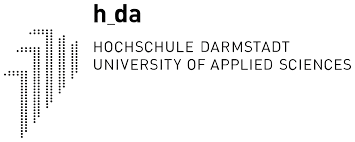 h_da
HOCHSCHULE DARMSTADT
UNIVERSITY OF APPLIED SCIENCES